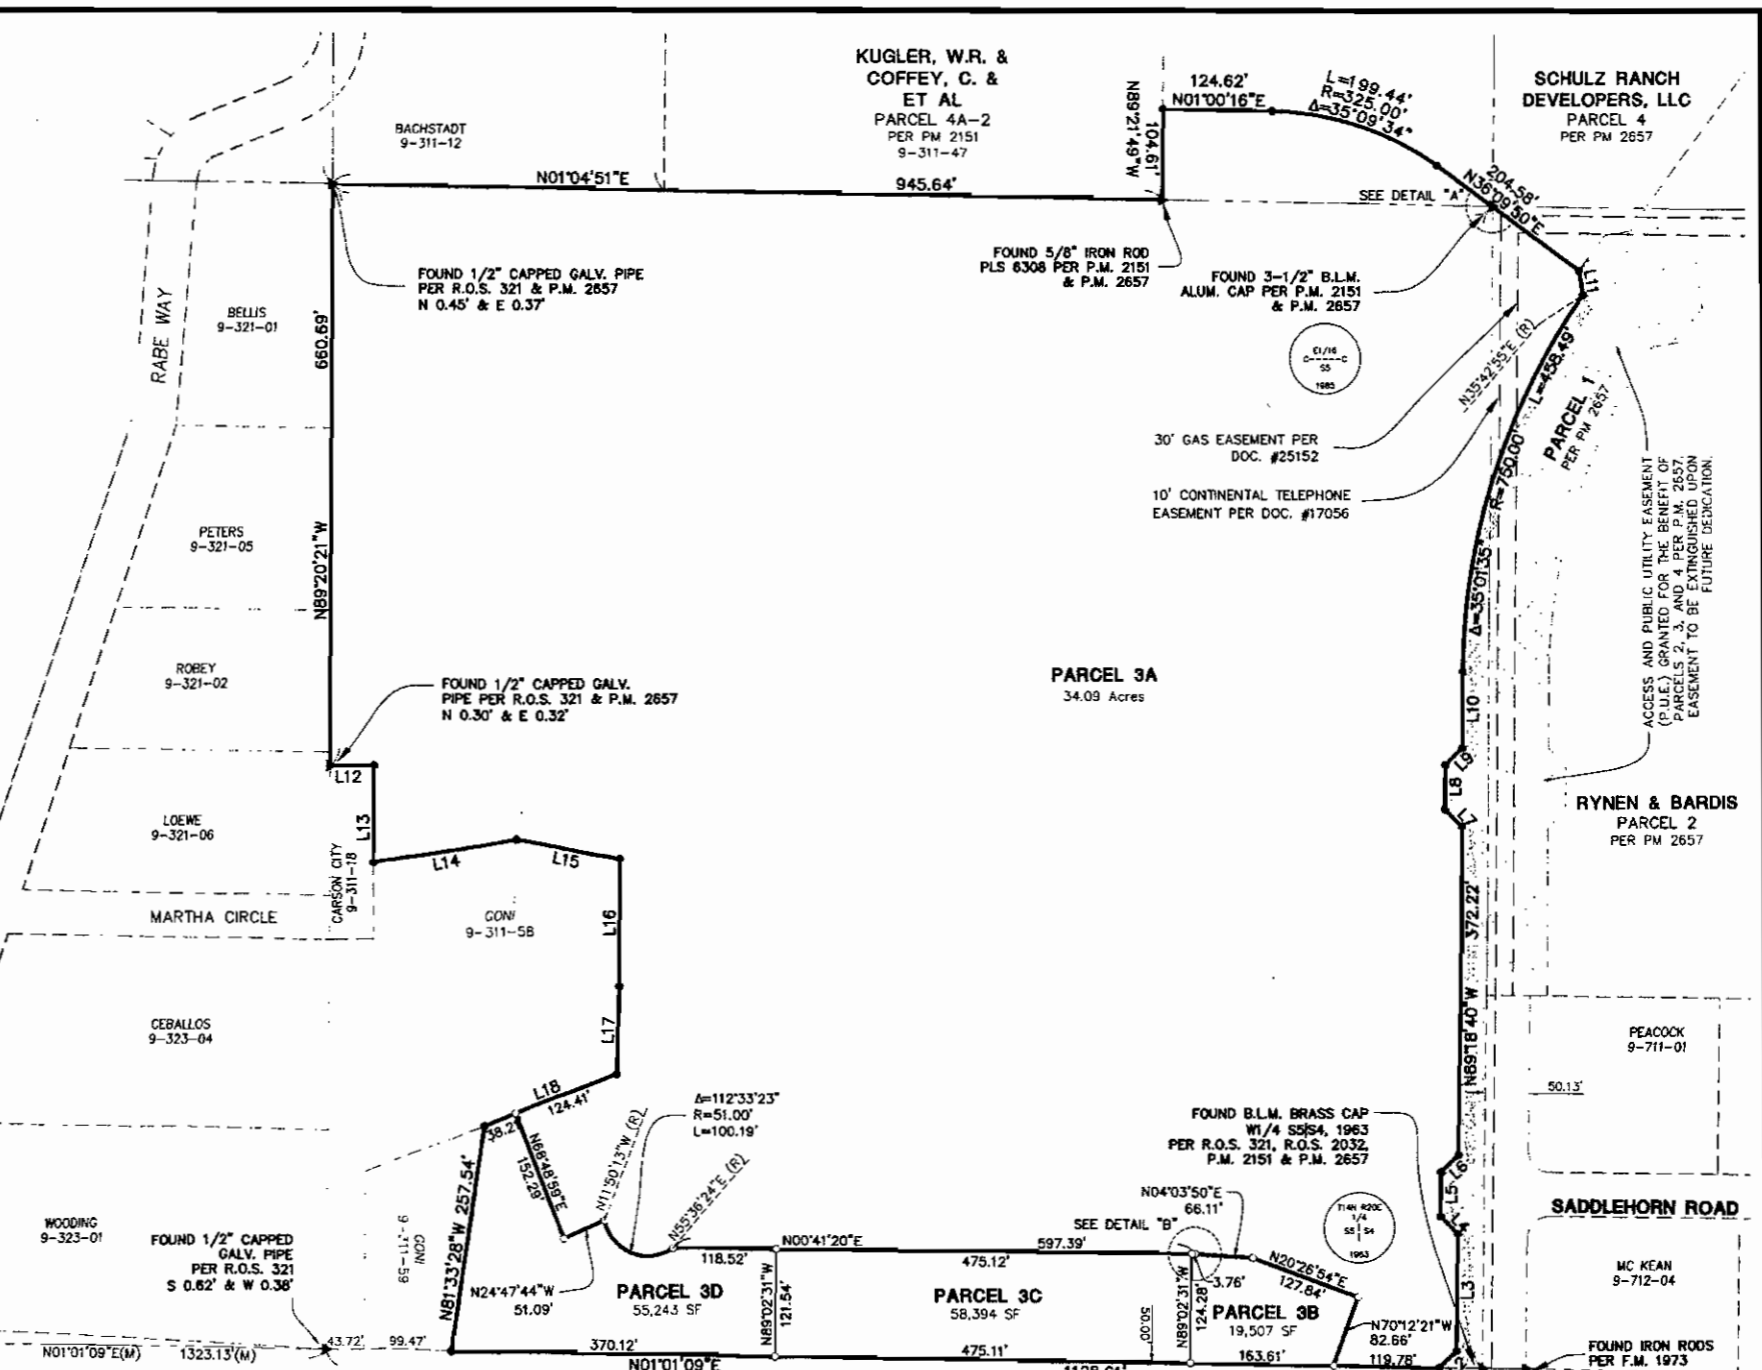 KUGLER, W.R. &
COFFEY, C. &
ET AL
PARCEL 4A-2
PER PM 2151
9-311-47
BACHSTADT
9-311-12
N01°04'51"E
945.64'
N89°21'49"W
104.61'
124.62'
N01°00'16"E
L=199.44'
R=325.00'
Δ=35°09'34"
SCHULZ RANCH
DEVELOPERS, LLC
PARCEL 4
PER PM 2657
204.58'
N36°09'50"E
SEE DETAIL "A"
L11
FOUND 1/2" CAPPED GALV. PIPE
PER R.O.S. 321 & P.M. 2657
N 0.45' & E 0.37'
FOUND 5/8" IRON ROD
PLS 6308 PER P.M. 2151
& P.M. 2657
FOUND 3-1/2" B.L.M.
ALUM. CAP PER P.M. 2151
& P.M. 2657
E1/16
C-----C
S5
1985
RABE WAY
BELLIS
9-321-01
660.69'
N89°20'21"W
N35°42'55"E (R)
L=458.49'
R=750.00'
Δ=35°01'35"
PARCEL 1
PER PM 2657
30' GAS EASEMENT PER
DOC. #25152
10' CONTINENTAL TELEPHONE
EASEMENT PER DOC. #17056
ACCESS AND PUBLIC UTILITY EASEMENT
(P.U.E.) GRANTED FOR THE BENEFIT OF
PARCELS 2, 3, AND 4 PER P.M. 2657.
EASEMENT TO BE EXTINGUISHED UPON
FUTURE DEDICATION.
PETERS
9-321-05
ROBEY
9-321-02
FOUND 1/2" CAPPED GALV.
PIPE PER R.O.S. 321 & P.M. 2657
N 0.30' & E 0.32'
PARCEL 3A
34.09 Acres
L10
L9
L8
L7
L12
L13
LOEWE
9-321-06
L14
L15
RYNEN & BARDIS
PARCEL 2
PER PM 2657
CARSON CITY
9-311-18
MARTHA CIRCLE
GONI
9-311-58
L16
L17
372.22'
N89°18'40"W
CEBALLOS
9-323-04
PEACOCK
9-711-01
50.13'
L18
124.41'
Δ=112°33'23"
R=51.00'
L=100.19'
N11°50'13"W (R)
N55°36'24"E (R)
N68°48'59"E
152.29'
N81°33'28"W 257.54'
FOUND B.L.M. BRASS CAP
W1/4 S5|S4, 1963
PER R.O.S. 321, R.O.S. 2032,
P.M. 2151 & P.M. 2657
L6
L5
L4
L3
SADDLEHORN ROAD
WOODING
9-323-01
FOUND 1/2" CAPPED
GALV. PIPE
PER R.O.S. 321
S 0.62' & W 0.38'
GONI
9-311-59
N04°03'50"E
66.11'
SEE DETAIL "B"
T14N R20E
1/4
S5 | S4
1963
MC KEAN
9-712-04
118.52'
N00°41'20"E
597.39'
475.12'
N24°47'44"W
51.09'
PARCEL 3D
55,243 SF
N89°02'31"W
121.54'
PARCEL 3C
58,394 SF
50.00'
N89°02'31"W
124.28'
3.76'
N20°26'54"E
127.84'
PARCEL 3B
19,507 SF
N70°12'21"W
82.66'
FOUND IRON RODS
PER F.M. 1973
N01°01'09"E(M)
1323.13'(M)
43.72'
99.47'
370.12'
N01°01'09"E
475.11'
163.61'
119.78'